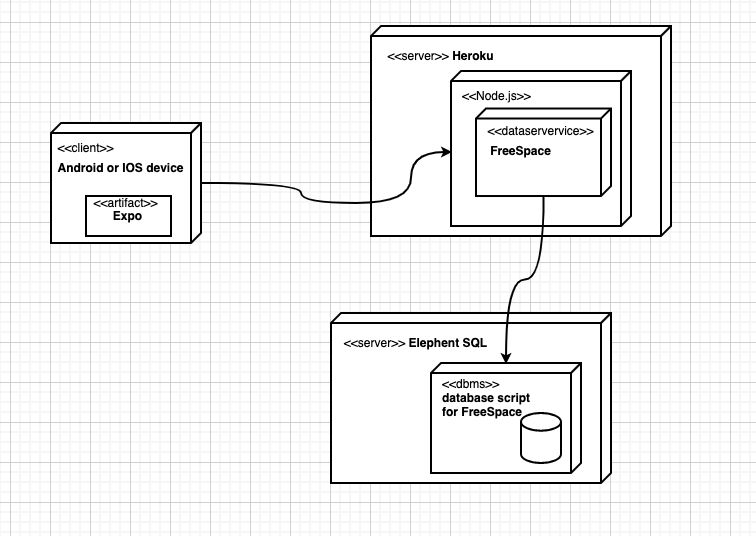 <<server>> Heroku
<<Node.js>>
<<dataservervice>>
FreeSpace
<<client>>
Android or IOS device
<<artifact>>
Expo
<<server>> Elephent SQL
<<dbms>>
database script
for FreeSpace